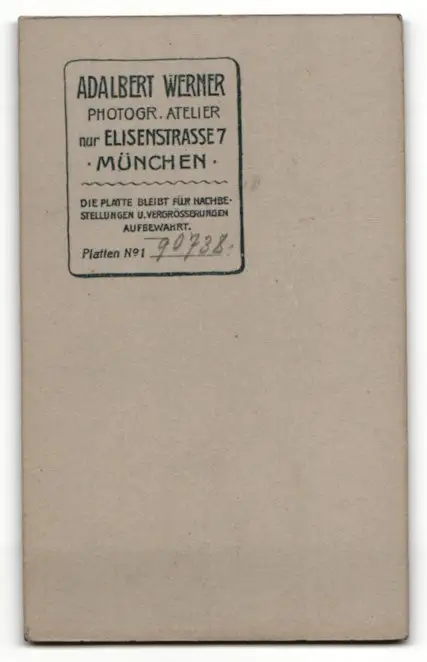 ADALBERT WERNER
PHOTOGR. ATELIER
nur ELISENSTRASSE 7
· MÜNCHEN ·
DIE PLATTE BLEIBT FÜR NACHBE-
STELLUNGEN U. VERGRÖSSERUNGEN
AUFBEWAHRT.
Platten No 1 90738.